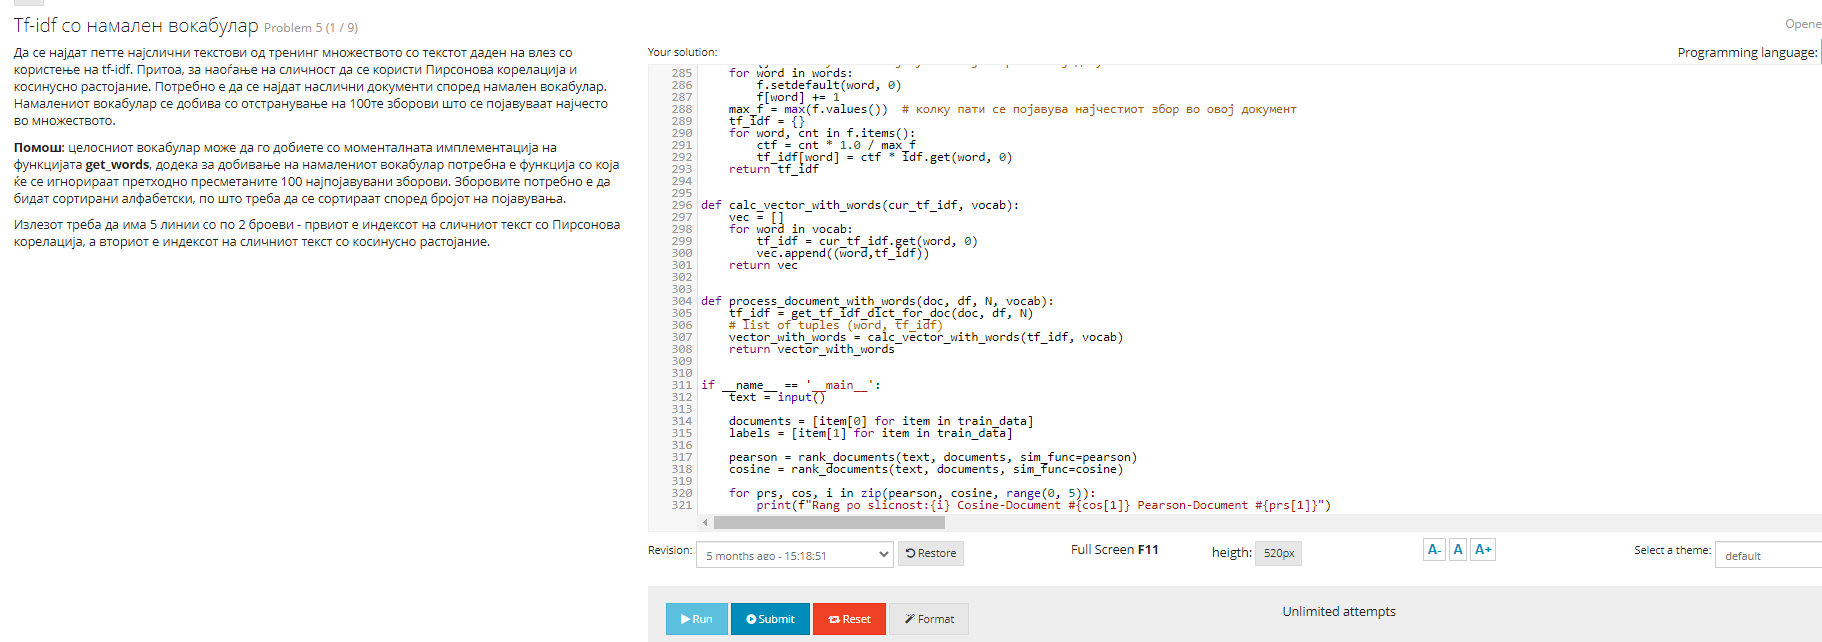 Tf-idf со намален вокабулар Problem 5 (1 / 9)
Opene
Да се најдат петте најслични текстови од тренинг множеството со текстот даден на влез со
користење на tf-idf. Притоа, за наоѓање на сличност да се користи Пирсонова корелација и
косинусно растојание. Потребно е да се најдат наслични документи според намален вокабулар.
Намалениот вокабулар се добива со отстранување на 100те зборови што се појавуваат најчесто
во множеството.
Помош: целосниот вокабулар може да го добиете со моменталната имплементација на
функцијата get_words, додека за добивање на намалениот вокабулар потребна е функција со која
ќе се игнорираат претходно пресметаните 100 најпојавувани зборови. Зборовите потребно е да
бидат сортирани алфабетски, по што треба да се сортираат според бројот на појавувања.
Излезот треба да има 5 линии со по 2 броеви - првиот е индексот на сличниот текст со Пирсонова
корелација, а вториот е индексот на сличниот текст со косинусно растојание.
Your solution:
Programming language:
285     for word in words:
286         f.setdefault(word, 0)
287         f[word] += 1
288     max_f = max(f.values())  # колку пати се појавува најчестиот збор во овој документ
289     tf_idf = {}
290     for word, cnt in f.items():
291         ctf = cnt * 1.0 / max_f
292         tf_idf[word] = ctf * idf.get(word, 0)
293     return tf_idf
294
295
296 def calc_vector_with_words(cur_tf_idf, vocab):
297     vec = []
298     for word in vocab:
299         tf_idf = cur_tf_idf.get(word, 0)
300         vec.append((word,tf_idf))
301     return vec
302
303
304 def process_document_with_words(doc, df, N, vocab):
305     tf_idf = get_tf_idf_dict_for_doc(doc, df, N)
306     # list of tuples (word, tf_idf)
307     vector_with_words = calc_vector_with_words(tf_idf, vocab)
308     return vector_with_words
309
310
311 if __name__ == '__main__':
312     text = input()
313
314     documents = [item[0] for item in train_data]
315     labels = [item[1] for item in train_data]
316
317     pearson = rank_documents(text, documents, sim_func=pearson)
318     cosine = rank_documents(text, documents, sim_func=cosine)
319
320     for prs, cos, i in zip(pearson, cosine, range(0, 5)):
321         print(f"Rang po slicnost:{i} Cosine-Document #{cos[1]} Pearson-Document #{prs[1]}")
Revision: 5 months ago - 15:18:51 Restore Full Screen F11 heigth: 520px A- A A+ Select a theme: default
Run Submit Reset Format Unlimited attempts